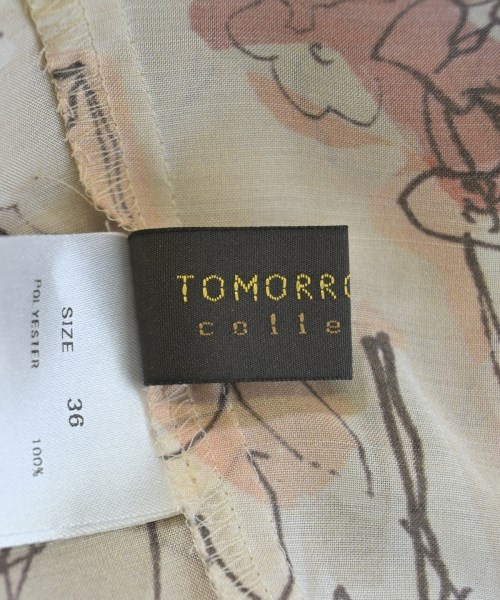 TOMORRO
colle
SIZE 36
POLYESTER 100%